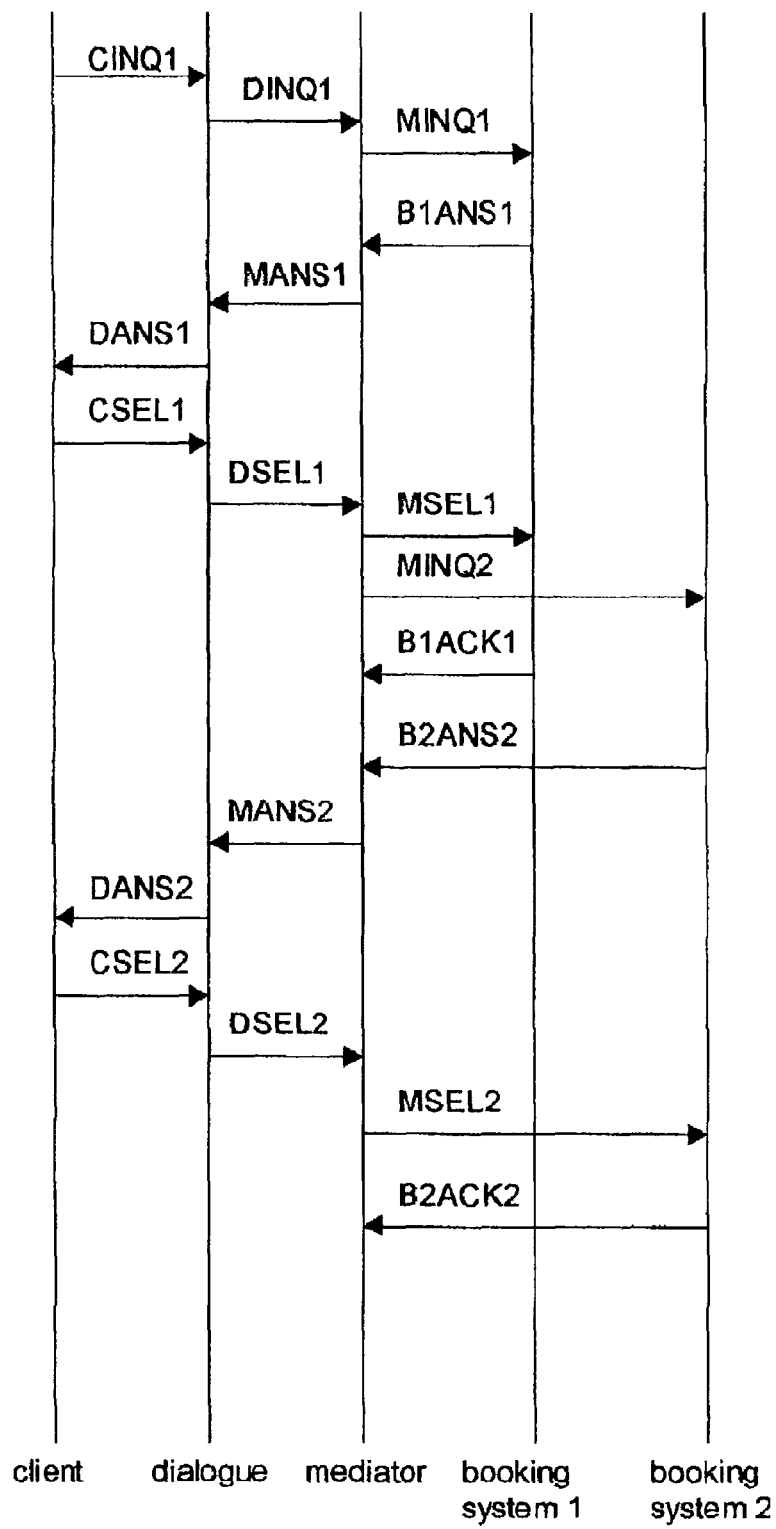 CINQ1
DINQ1
MINQ1
B1ANS1
MANS1
DANS1
CSEL1
DSEL1
MSEL1
MINQ2
B1ACK1
B2ANS2
MANS2
DANS2
CSEL2
DSEL2
MSEL2
B2ACK2
client
dialogue
mediator
booking
system 1
booking
system 2